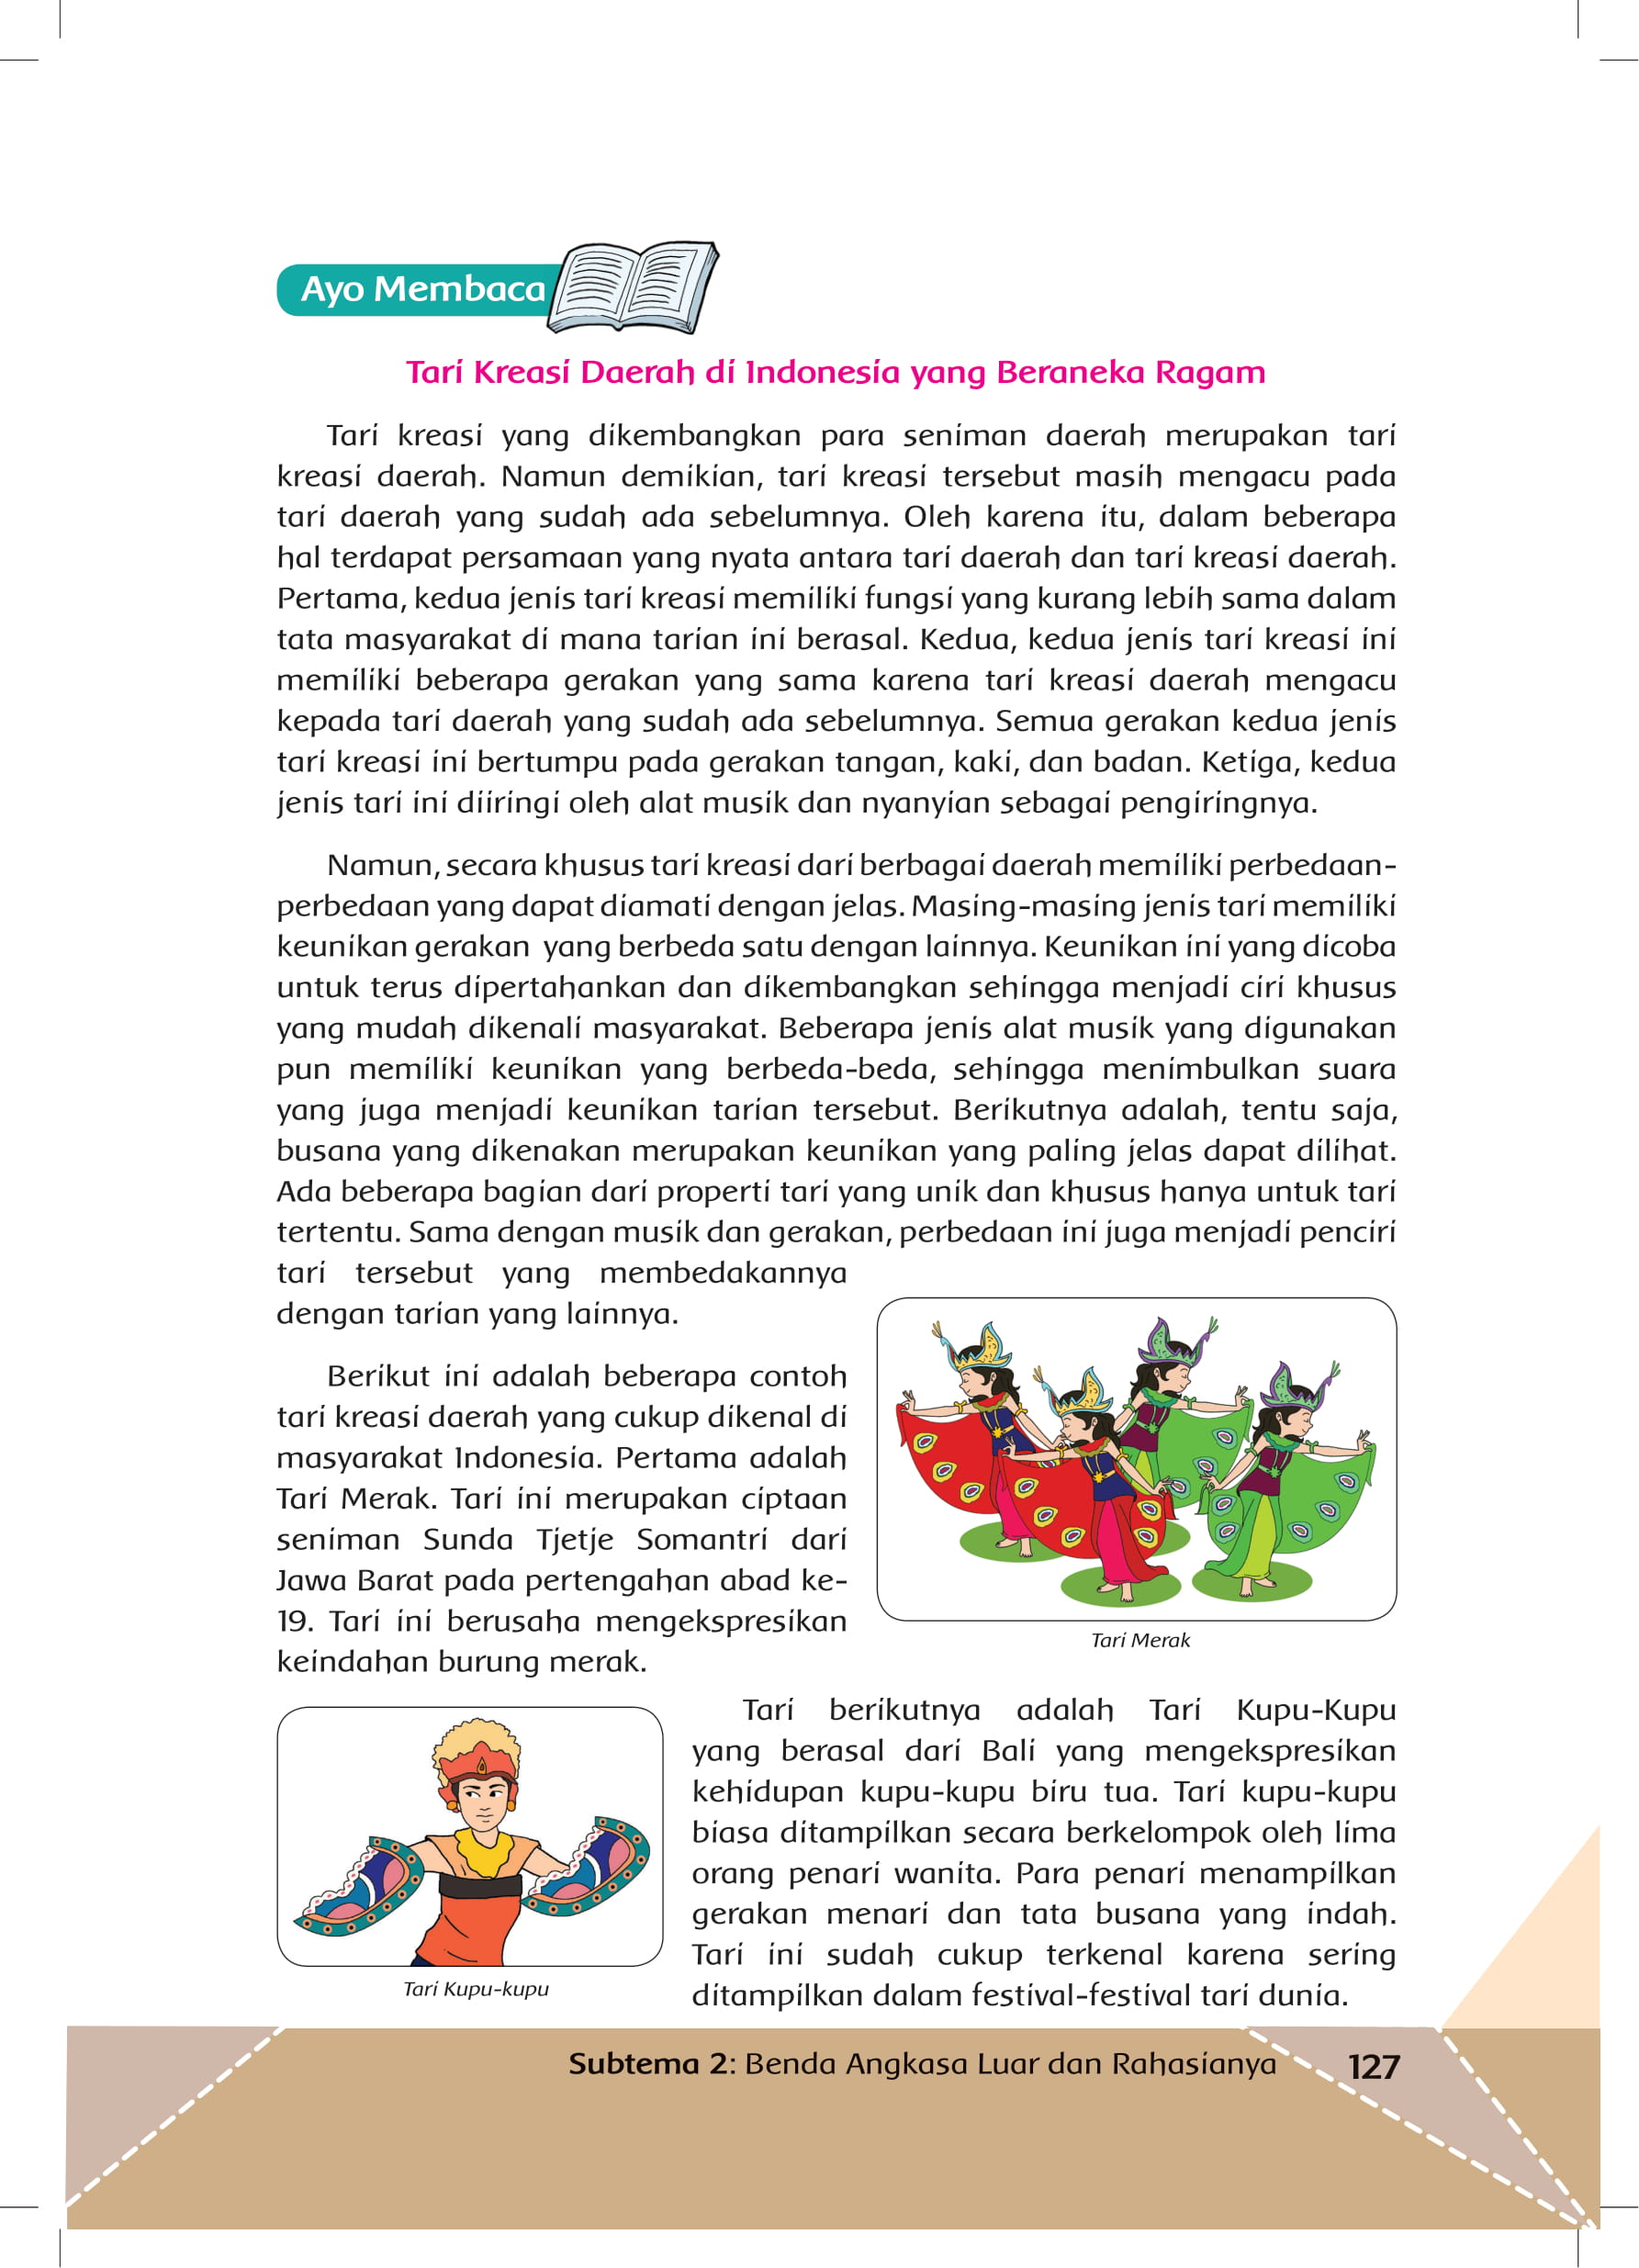 Ayo Membaca
Tari Kreasi Daerah di Indonesia yang Beraneka Ragam
Tari kreasi yang dikembangkan para seniman daerah merupakan tari
kreasi daerah. Namun demikian, tari kreasi tersebut masih mengacu pada
tari daerah yang sudah ada sebelumnya. Oleh karena itu, dalam beberapa
hal terdapat persamaan yang nyata antara tari daerah dan tari kreasi daerah.
Pertama, kedua jenis tari kreasi memiliki fungsi yang kurang lebih sama dalam
tata masyarakat di mana tarian ini berasal. Kedua, kedua jenis tari kreasi ini
memiliki beberapa gerakan yang sama karena tari kreasi daerah mengacu
kepada tari daerah yang sudah ada sebelumnya. Semua gerakan kedua jenis
tari kreasi ini bertumpu pada gerakan tangan, kaki, dan badan. Ketiga, kedua
jenis tari ini diiringi oleh alat musik dan nyanyian sebagai pengiringnya.
Namun, secara khusus tari kreasi dari berbagai daerah memiliki perbedaan-
perbedaan yang dapat diamati dengan jelas. Masing-masing jenis tari memiliki
keunikan gerakan yang berbeda satu dengan lainnya. Keunikan ini yang dicoba
untuk terus dipertahankan dan dikembangkan sehingga menjadi ciri khusus
yang mudah dikenali masyarakat. Beberapa jenis alat musik yang digunakan
pun memiliki keunikan yang berbeda-beda, sehingga menimbulkan suara
yang juga menjadi keunikan tarian tersebut. Berikutnya adalah, tentu saja,
busana yang dikenakan merupakan keunikan yang paling jelas dapat dilihat.
Ada beberapa bagian dari properti tari yang unik dan khusus hanya untuk tari
tertentu. Sama dengan musik dan gerakan, perbedaan ini juga menjadi penciri
tari tersebut yang membedakannya
dengan tarian yang lainnya.
Berikut ini adalah beberapa contoh
tari kreasi daerah yang cukup dikenal di
masyarakat Indonesia. Pertama adalah
Tari Merak. Tari ini merupakan ciptaan
seniman Sunda Tjetje Somantri dari
Jawa Barat pada pertengahan abad ke-
19. Tari ini berusaha mengekspresikan
keindahan burung merak.
Tari Merak
Tari berikutnya adalah Tari Kupu-Kupu
yang berasal dari Bali yang mengekspresikan
kehidupan kupu-kupu biru tua. Tari kupu-kupu
biasa ditampilkan secara berkelompok oleh lima
orang penari wanita. Para penari menampilkan
gerakan menari dan tata busana yang indah.
Tari ini sudah cukup terkenal karena sering
ditampilkan dalam festival-festival tari dunia.
Tari Kupu-kupu
Subtema 2: Benda Angkasa Luar dan Rahasianya 127